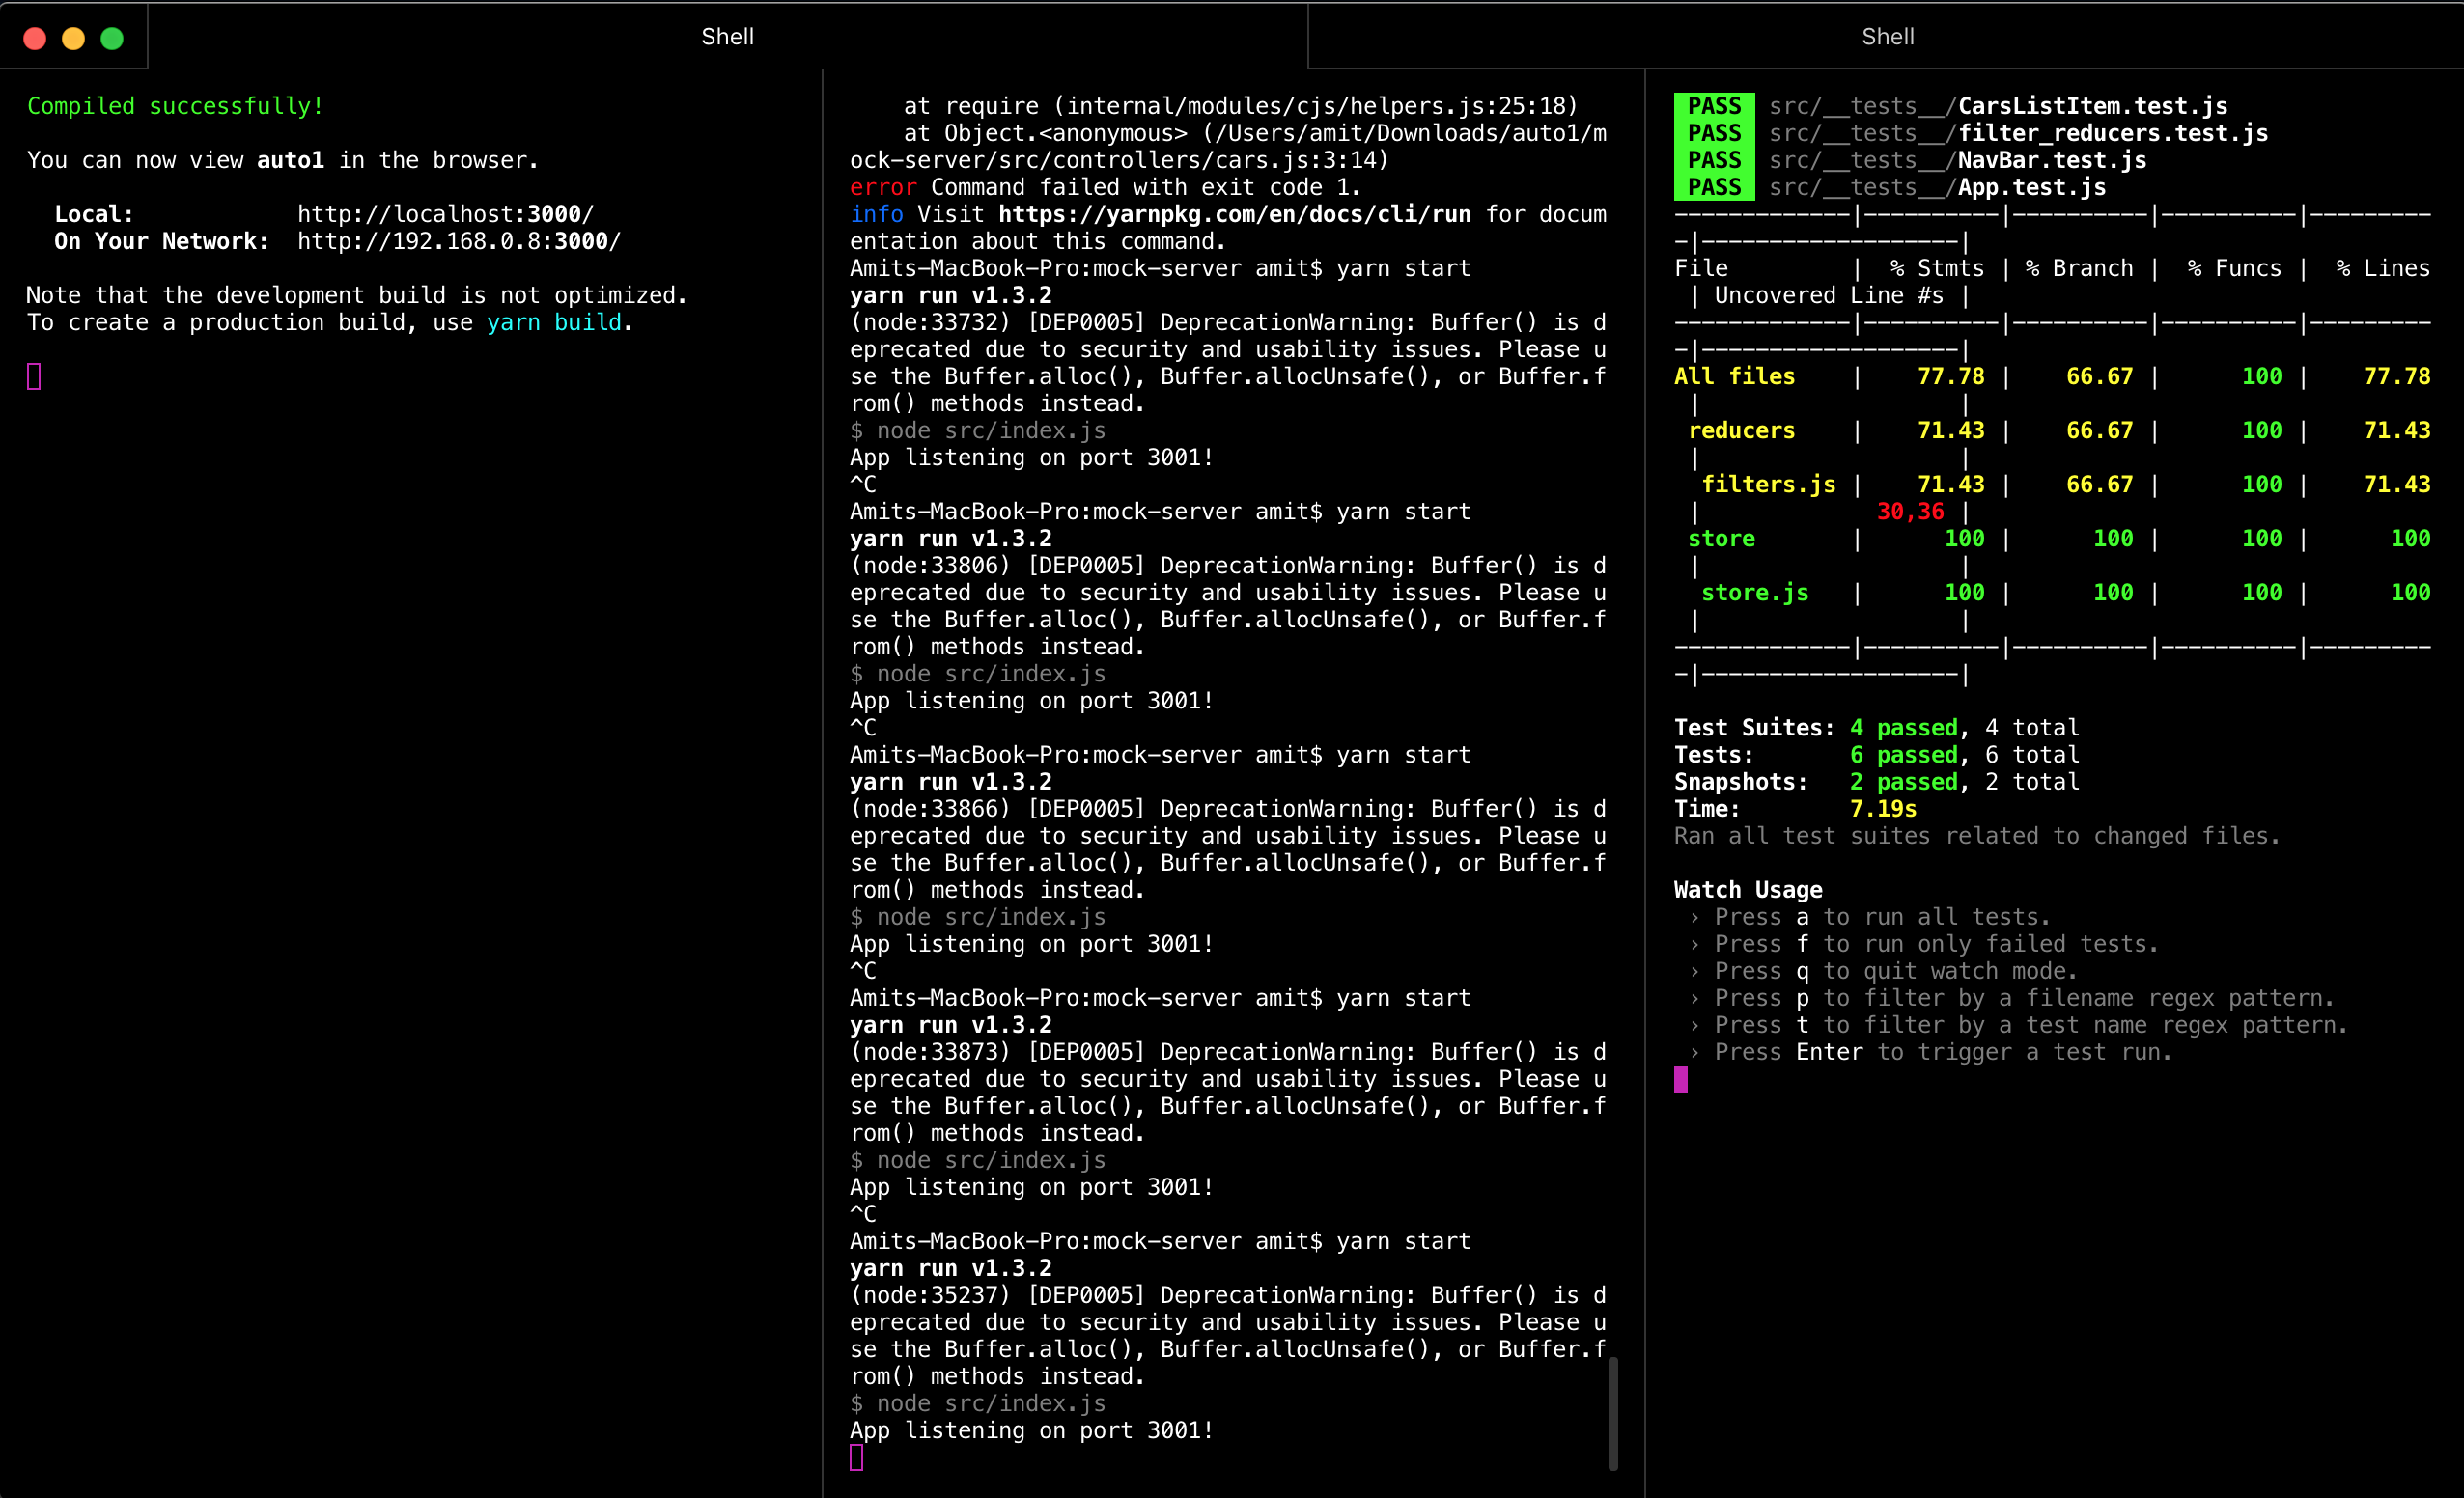 Shell
Shell
Compiled successfully!
You can now view auto1 in the browser.
Local: http://localhost:3000/
On Your Network: http://192.168.0.8:3000/
Note that the development build is not optimized.
To create a production build, use yarn build.
at require (internal/modules/cjs/helpers.js:25:18)
at Object.<anonymous> (/Users/amit/Downloads/auto1/m
ock-server/src/controllers/cars.js:3:14)
error Command failed with exit code 1.
info Visit https://yarnpkg.com/en/docs/cli/run for docum
entation about this command.
Amits-MacBook-Pro:mock-server amit$ yarn start
yarn run v1.3.2
(node:33732) [DEP0005] DeprecationWarning: Buffer() is d
eprecated due to security and usability issues. Please u
se the Buffer.alloc(), Buffer.allocUnsafe(), or Buffer.f
rom() methods instead.
$ node src/index.js
App listening on port 3001!
^C
Amits-MacBook-Pro:mock-server amit$ yarn start
yarn run v1.3.2
(node:33806) [DEP0005] DeprecationWarning: Buffer() is d
eprecated due to security and usability issues. Please u
se the Buffer.alloc(), Buffer.allocUnsafe(), or Buffer.f
rom() methods instead.
$ node src/index.js
App listening on port 3001!
^C
Amits-MacBook-Pro:mock-server amit$ yarn start
yarn run v1.3.2
(node:33866) [DEP0005] DeprecationWarning: Buffer() is d
eprecated due to security and usability issues. Please u
se the Buffer.alloc(), Buffer.allocUnsafe(), or Buffer.f
rom() methods instead.
$ node src/index.js
App listening on port 3001!
^C
Amits-MacBook-Pro:mock-server amit$ yarn start
yarn run v1.3.2
(node:33873) [DEP0005] DeprecationWarning: Buffer() is d
eprecated due to security and usability issues. Please u
se the Buffer.alloc(), Buffer.allocUnsafe(), or Buffer.f
rom() methods instead.
$ node src/index.js
App listening on port 3001!
^C
Amits-MacBook-Pro:mock-server amit$ yarn start
yarn run v1.3.2
(node:35237) [DEP0005] DeprecationWarning: Buffer() is d
eprecated due to security and usability issues. Please u
se the Buffer.alloc(), Buffer.allocUnsafe(), or Buffer.f
rom() methods instead.
$ node src/index.js
App listening on port 3001!
PASS src/__tests__/CarsListItem.test.js
PASS src/__tests__/filter_reducers.test.js
PASS src/__tests__/NavBar.test.js
PASS src/__tests__/App.test.js
-------------|----------|----------|----------|---------
-|-------------------|
File         |  % Stmts | % Branch |  % Funcs |  % Lines
 | Uncovered Line #s |
-------------|----------|----------|----------|---------
-|-------------------|
All files    |    77.78 |    66.67 |      100 |    77.78
 |                   |
 reducers    |    71.43 |    66.67 |      100 |    71.43
 |                   |
  filters.js |    71.43 |    66.67 |      100 |    71.43
 |             30,36 |
 store       |      100 |      100 |      100 |      100
 |                   |
  store.js   |      100 |      100 |      100 |      100
 |                   |
-------------|----------|----------|----------|---------
-|-------------------|
Test Suites: 4 passed, 4 total
Tests: 6 passed, 6 total
Snapshots: 2 passed, 2 total
Time: 7.19s
Ran all test suites related to changed files.
Watch Usage
› Press a to run all tests.
› Press f to run only failed tests.
› Press q to quit watch mode.
› Press p to filter by a filename regex pattern.
› Press t to filter by a test name regex pattern.
› Press Enter to trigger a test run.